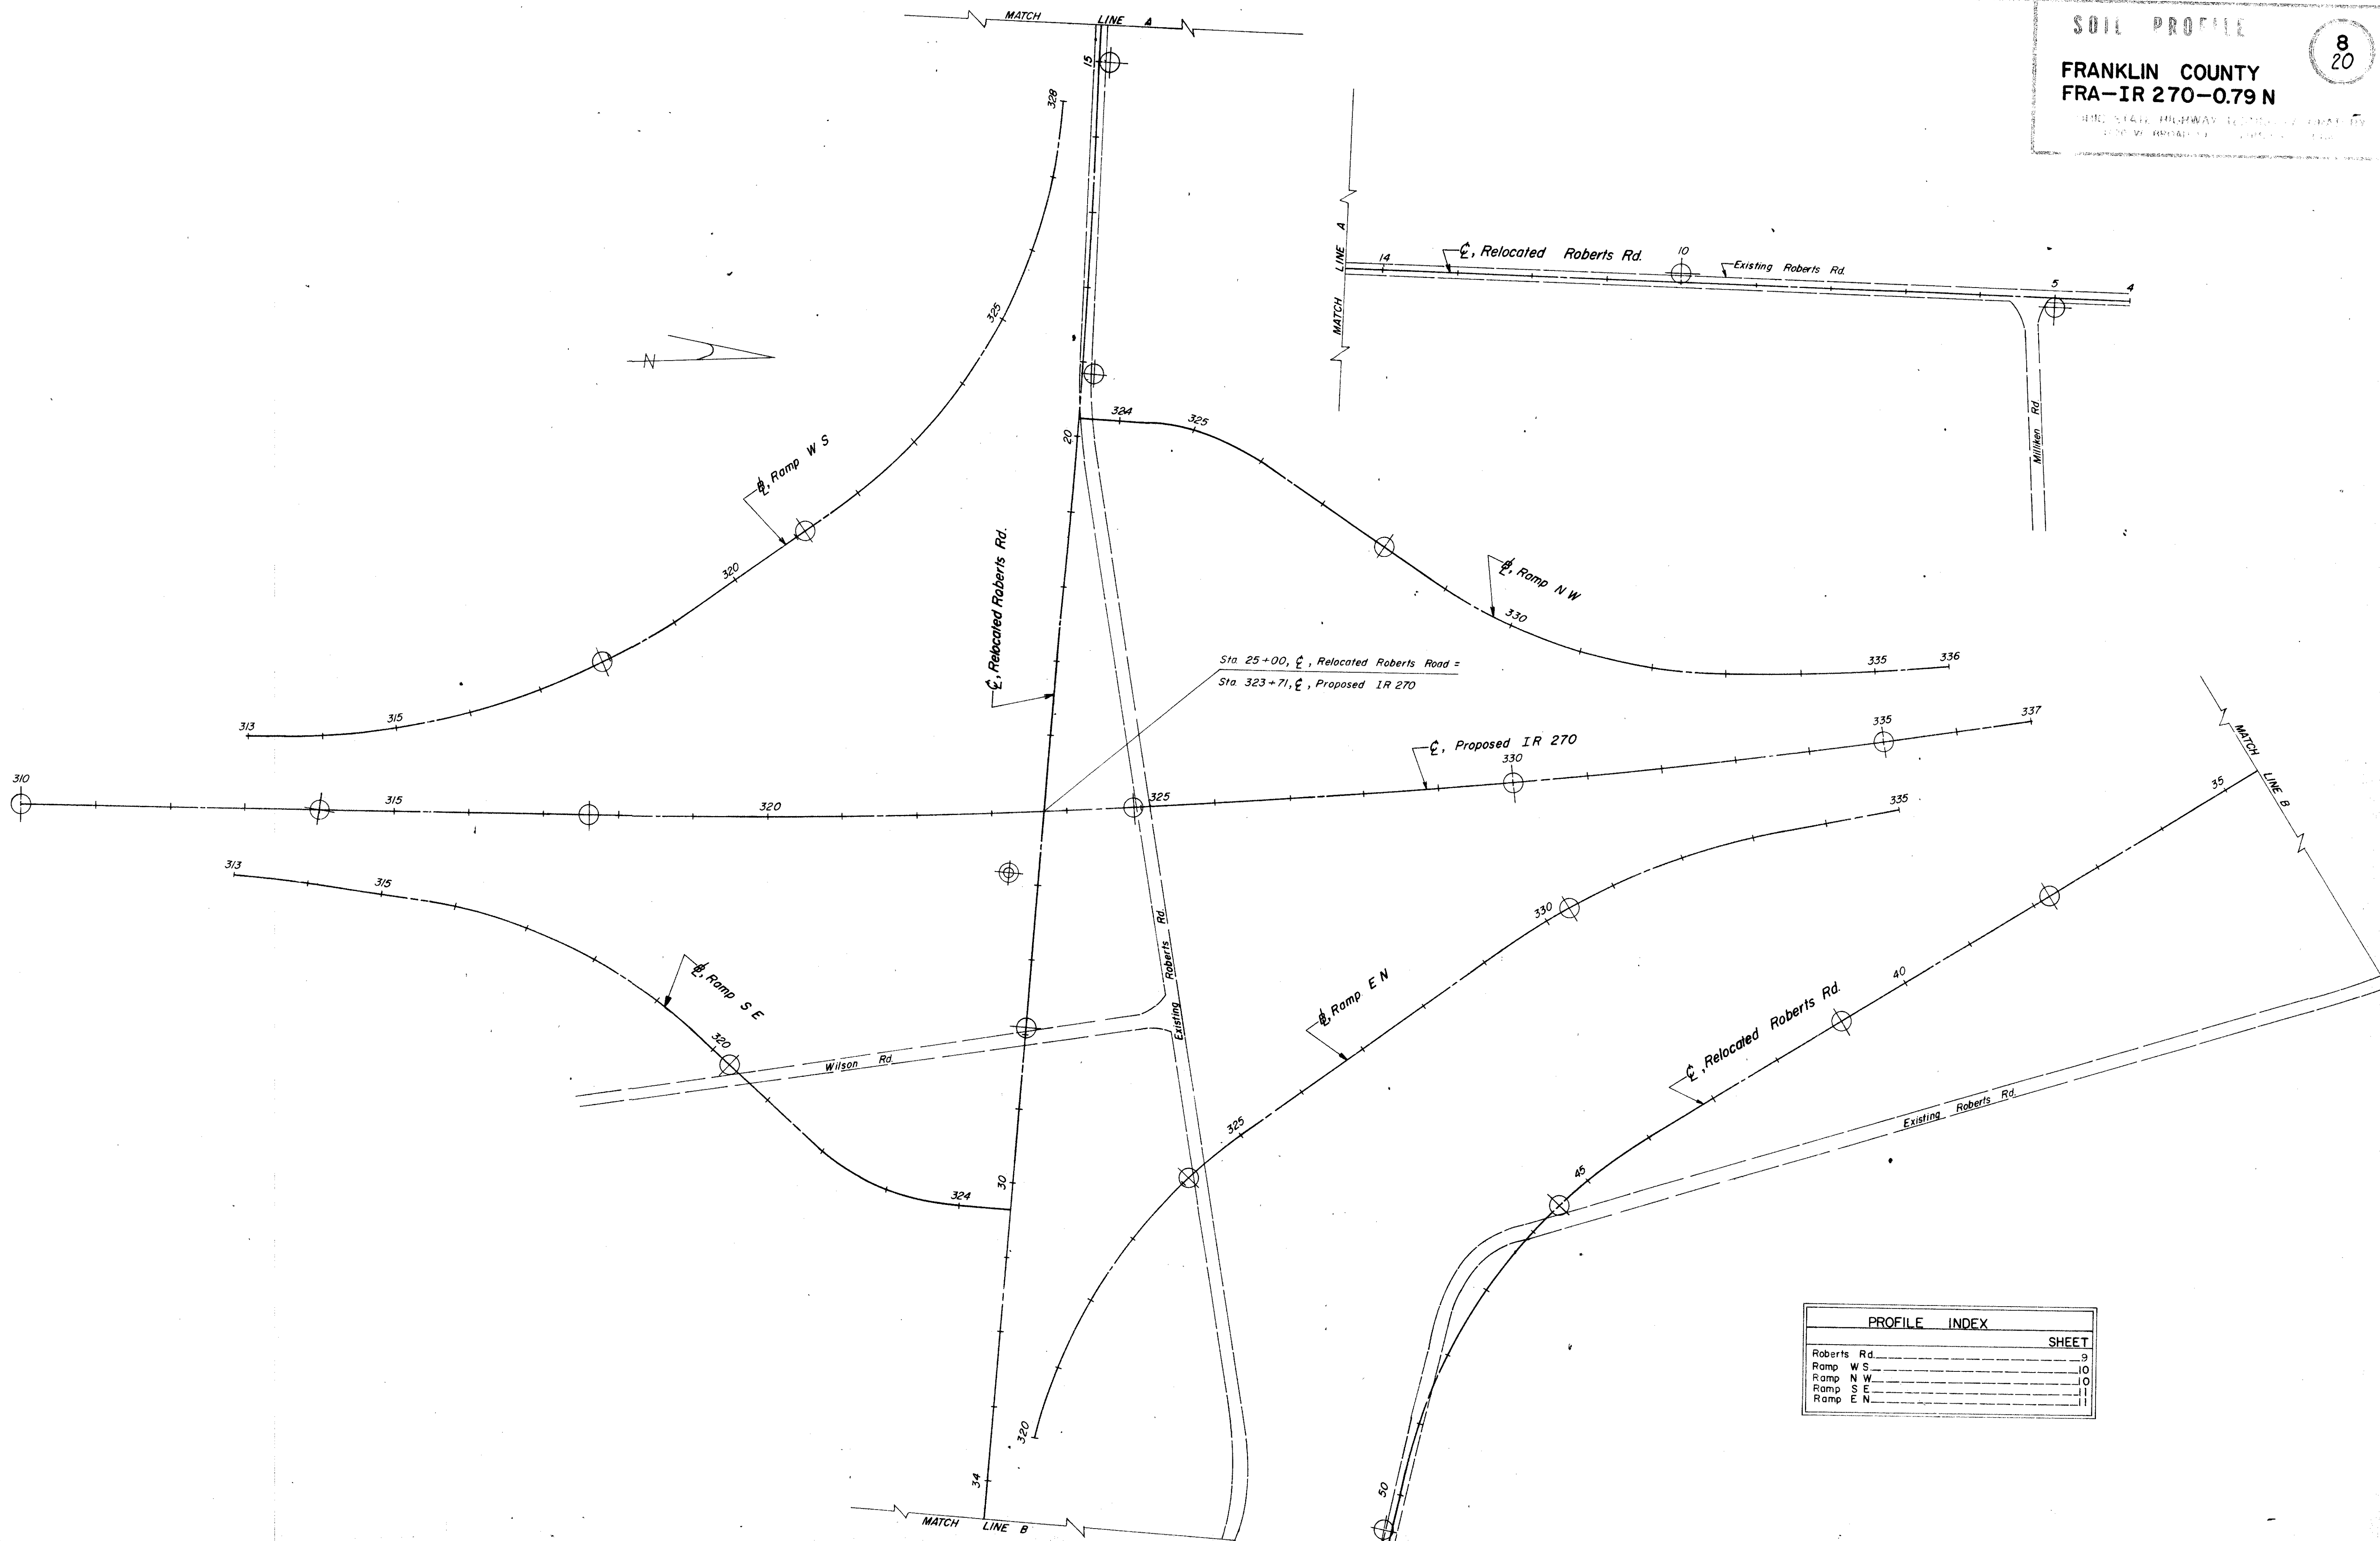 SOIL PROFILE
8
20
FRANKLIN COUNTY
FRA-IR 270-0.79 N
MATCH LINE A
15
328
325
N
℄, Ramp W S
320
315
313
20
324
325
℄, Ramp N W
330
335
336
℄, Relocated Roberts Rd.
MATCH LINE A
14
℄, Relocated Roberts Rd.
10
Existing Roberts Rd.
5
4
Milliken Rd
Sta. 25+00, ℄, Relocated Roberts Road =
Sta. 323+71, ℄, Proposed IR 270
310
315
320
325
℄, Proposed IR 270
330
335
337
313
315
℄, Ramp S E
320
324
Wilson Rd.
Existing Roberts Rd.
30
34
MATCH LINE B
320
325
℄, Ramp E N
330
335
MATCH LINE B
35
40
℄, Relocated Roberts Rd.
45
Existing Roberts Rd.
50
PROFILE INDEX
SHEET
Roberts Rd. 9
Ramp W S 10
Ramp N W 10
Ramp S E 11
Ramp E N 11